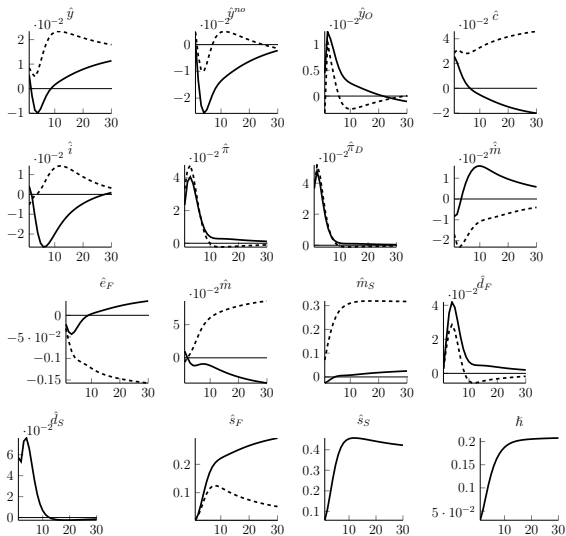 ŷ ŷⁿᵒ ŷ_O ĉ
·10⁻² ·10⁻² ·10⁻² ·10⁻²
2 1 0 −1 10 20 30
0 −1 −2 10 20 30
1 0.5 0 10 20 30
4 2 0 −2 10 20 30
î π̂ π̂_D m̂
·10⁻² ·10⁻² ·10⁻² ·10⁻²
1 0 −1 −2 10 20 30
4 2 0 10 20 30
4 2 0 10 20 30
1 0 −1 −2 10 20 30
ê_F m̂ m̂_S d̂_F
·10⁻² ·10⁻²
0 −5 · 10⁻² −0.1 −0.15 10 20 30
5 0 10 20 30
0.3 0.2 0.1 0 10 20 30
4 2 0 10 20 30
d̂_S ŝ_F ŝ_S ℏ
·10⁻²
6 4 2 0 10 20 30
0.2 0.1 10 20 30
0.4 0.3 0.2 0.1 10 20 30
0.2 0.15 0.1 5 · 10⁻² 10 20 30